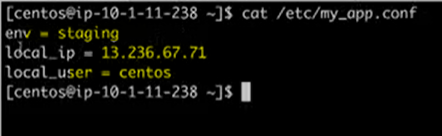 [centos@ip-10-1-11-238 ~]$ cat /etc/my_app.conf
env = staging
local_ip = 13.236.67.71
local_user = centos
[centos@ip-10-1-11-238 ~]$